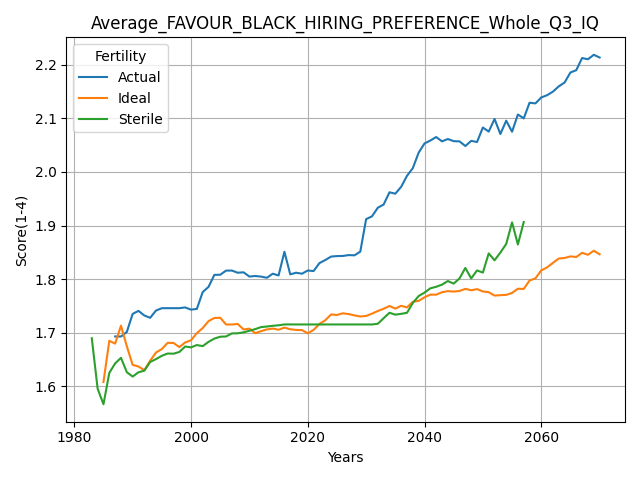 Average_FAVOUR_BLACK_HIRING_PREFERENCE_Whole_Q3_IQ
Fertility
Actual
Ideal
Sterile
Score(1-4)
2.2
2.1
2.0
1.9
1.8
1.7
1.6
1980
2000
2020
2040
2060
Years